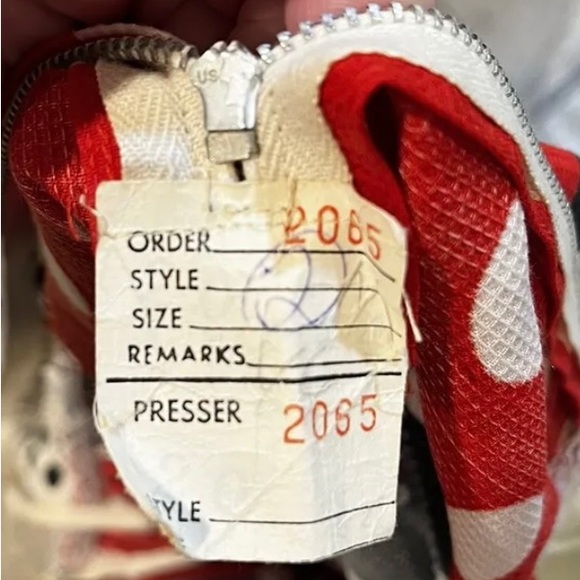 US
ORDER 2065
STYLE
SIZE
REMARKS
PRESSER 2065
TYLE